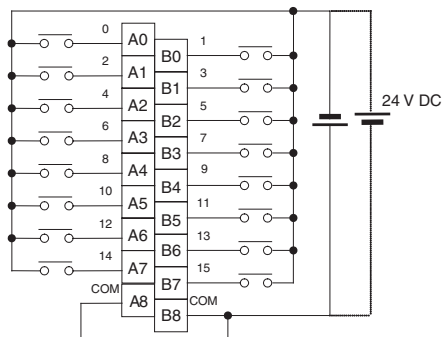 0 A0
B0 1
2 A1
B1 3
4 A2
B2 5
6 A3
B3 7
8 A4
B4 9
10 A5
B5 11
12 A6
B6 13
14 A7
B7 15
COM A8
B8 COM
24 V DC